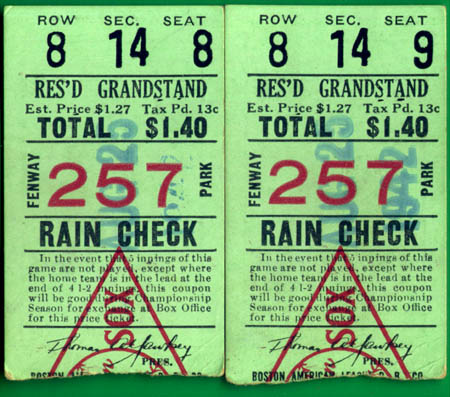 ROW SEC. SEAT
8 14 8
RES'D GRANDSTAND
Est. Price $1.27 Tax Pd. 13c
TOTAL $1.40
FENWAY
257
PARK
AUG 25
RAIN CHECK
In the event that 5 innings of this
game are not played except where
the home team is in the lead at the
end of 4 1-2 innings, this coupon
will be good during Championship
Season for exchange at Box Office
for this price ticket.
SOX
PRES.
BOSTON AMERICAN LEAGUE
ROW SEC. SEAT
8 14 9
RES'D GRANDSTAND
Est. Price $1.27 Tax Pd. 13c
TOTAL $1.40
FENWAY
257
PARK
RAIN CHECK
In the event that 5 innings of this
game are not played except where
the home team is in the lead at the
end of 4 1-2 innings, this coupon
will be good during Championship
Season for exchange at Box Office
for this price ticket.
SOX
PRES.
BOSTON AMERICAN LEAGUE